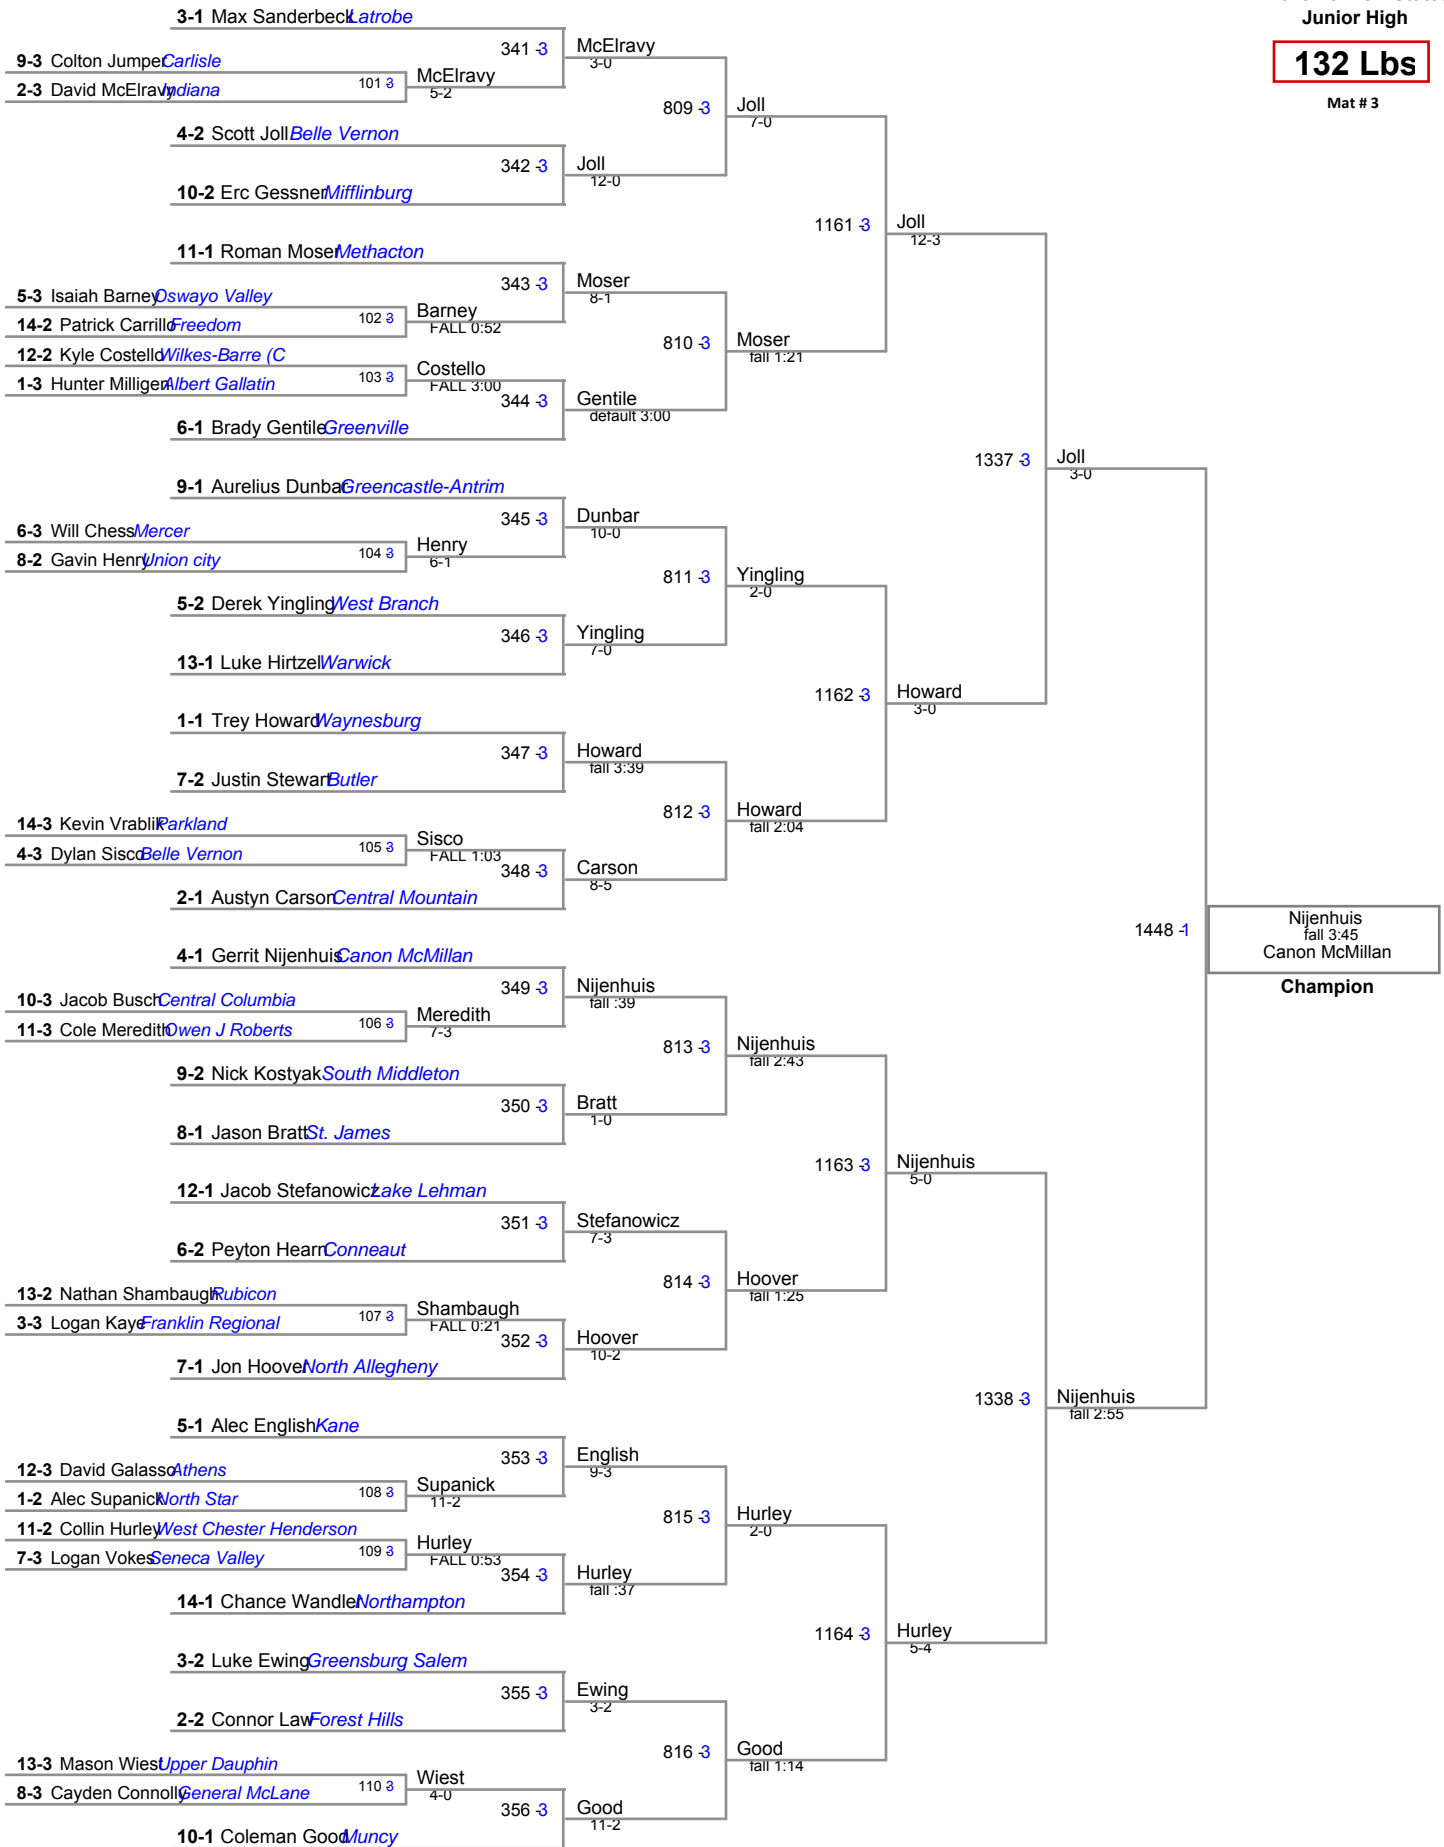 Junior High
132 Lbs
Mat # 3
3-1 Max Sanderbeck Latrobe
341 -3 McElravy
3-0
9-3 Colton Jumper Carlisle
101 3 McElravy
5-2
2-3 David McElravy Indiana
809 -3 Joll
7-0
4-2 Scott Joll Belle Vernon
342 -3 Joll
12-0
10-2 Erc Gessner Mifflinburg
1161 -3 Joll
12-3
11-1 Roman Moser Methacton
343 -3 Moser
8-1
5-3 Isaiah Barney Oswayo Valley
102 3 Barney
FALL 0:52
14-2 Patrick Carrillo Freedom
810 -3 Moser
fall 1:21
12-2 Kyle Costello Wilkes-Barre (C
103 3 Costello
FALL 3:00
1-3 Hunter Milligen Albert Gallatin
344 -3 Gentile
default 3:00
6-1 Brady Gentile Greenville
1337 -3 Joll
3-0
9-1 Aurelius Dunbar Greencastle-Antrim
345 -3 Dunbar
10-0
6-3 Will Chess Mercer
104 3 Henry
6-1
8-2 Gavin Henry Union city
811 -3 Yingling
2-0
5-2 Derek Yingling West Branch
346 -3 Yingling
7-0
13-1 Luke Hirtzel Warwick
1162 -3 Howard
3-0
1-1 Trey Howard Waynesburg
347 -3 Howard
fall 3:39
7-2 Justin Stewart Butler
812 -3 Howard
fall 2:04
14-3 Kevin Vrablik Parkland
105 3 Sisco
FALL 1:03
4-3 Dylan Sisco Belle Vernon
348 -3 Carson
8-5
2-1 Austyn Carson Central Mountain
1448 -1 Nijenhuis
fall 3:45
Canon McMillan
Champion
4-1 Gerrit Nijenhuis Canon McMillan
349 -3 Nijenhuis
fall :39
10-3 Jacob Busch Central Columbia
106 3 Meredith
7-3
11-3 Cole Meredith Owen J Roberts
813 -3 Nijenhuis
fall 2:43
9-2 Nick Kostyak South Middleton
350 -3 Bratt
1-0
8-1 Jason Bratt St. James
1163 -3 Nijenhuis
5-0
12-1 Jacob Stefanowicz Lake Lehman
351 -3 Stefanowicz
7-3
6-2 Peyton Hearn Conneaut
814 -3 Hoover
fall 1:25
13-2 Nathan Shambaugh Rubicon
107 3 Shambaugh
FALL 0:21
3-3 Logan Kaye Franklin Regional
352 -3 Hoover
10-2
7-1 Jon Hoover North Allegheny
1338 -3 Nijenhuis
fall 2:55
5-1 Alec English Kane
353 -3 English
9-3
12-3 David Galasso Athens
108 3 Supanick
11-2
1-2 Alec Supanick North Star
815 -3 Hurley
2-0
11-2 Collin Hurley West Chester Henderson
109 3 Hurley
FALL 0:53
7-3 Logan Vokes Seneca Valley
354 -3 Hurley
fall :37
14-1 Chance Wandler Northampton
1164 -3 Hurley
5-4
3-2 Luke Ewing Greensburg Salem
355 -3 Ewing
3-2
2-2 Connor Law Forest Hills
816 -3 Good
fall 1:14
13-3 Mason Wiest Upper Dauphin
110 3 Wiest
4-0
8-3 Cayden Connolly General McLane
356 -3 Good
11-2
10-1 Coleman Good Muncy